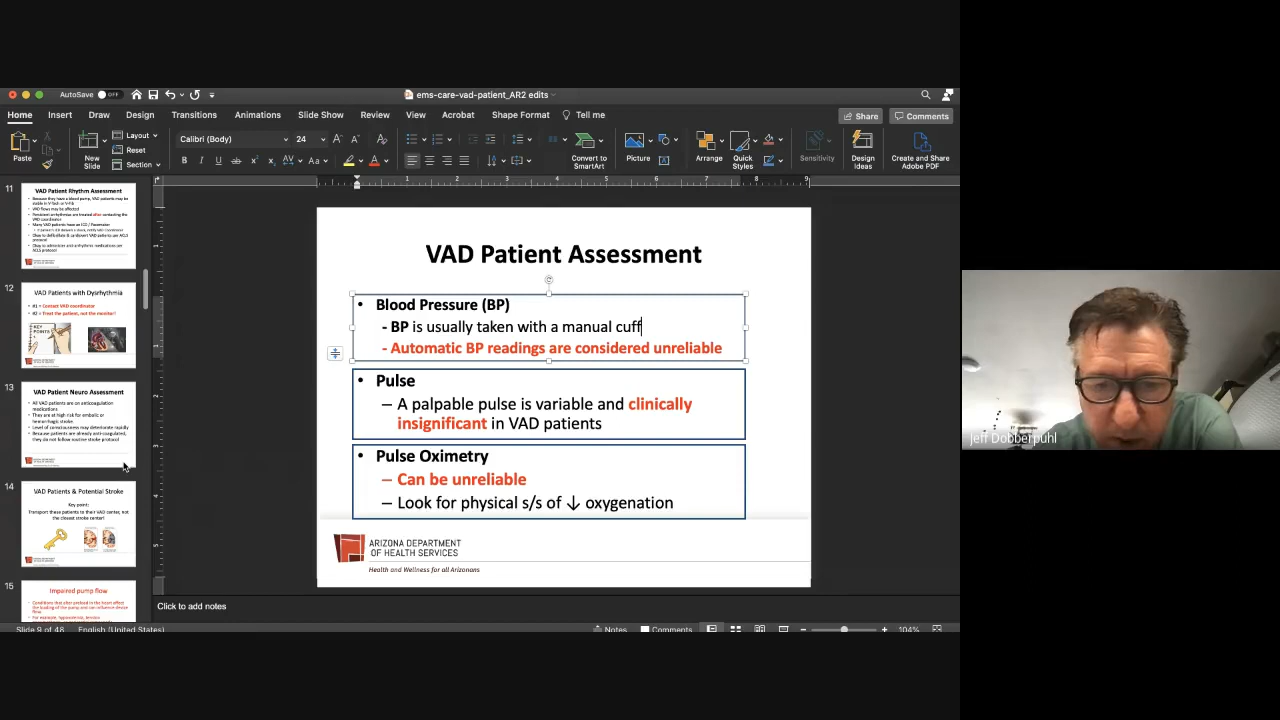 AutoSave OFF
ems-care-vad-patient_AR2 edits
Home Insert Draw Design Transitions Animations Slide Show Review View Acrobat Shape Format Tell me
Share Comments
Paste
New Slide
Layout
Reset
Section
Calibri (Body) 24
Convert to SmartArt
Picture
Arrange
Quick Styles
Sensitivity
Design Ideas
Create and Share Adobe PDF
11
VAD Patient Rhythm Assessment
12
VAD Patients with Dysrhythmia
#1 = Contact VAD coordinator
#2 = Treat the patient, not the monitor!
KEY POINTS
13
VAD Patient Neuro Assessment
• All VAD patients are on anticoagulation
medications
• They are at high risk for embolic or
hemorrhagic stroke
• Level of consciousness may deteriorate rapidly
• Because patients are already anti-coagulated,
they do not follow routine stroke protocol
14
VAD Patients & Potential Stroke
Key point:
Transport these patients to their VAD center, not
the closest stroke center!
15
Impaired pump flow
• Conditions that alter preload in the heart effect
the loading of the pump and can influence device
flow
VAD Patient Assessment
• Blood Pressure (BP)
- BP is usually taken with a manual cuff
- Automatic BP readings are considered unreliable
• Pulse
– A palpable pulse is variable and clinically
insignificant in VAD patients
• Pulse Oximetry
– Can be unreliable
– Look for physical s/s of ↓ oxygenation
ARIZONA DEPARTMENT
OF HEALTH SERVICES
Health and Wellness for all Arizonans
Click to add notes
Slide 9 of 48 English (United States)
Notes Comments 104%
Jeff Dobberpuhl